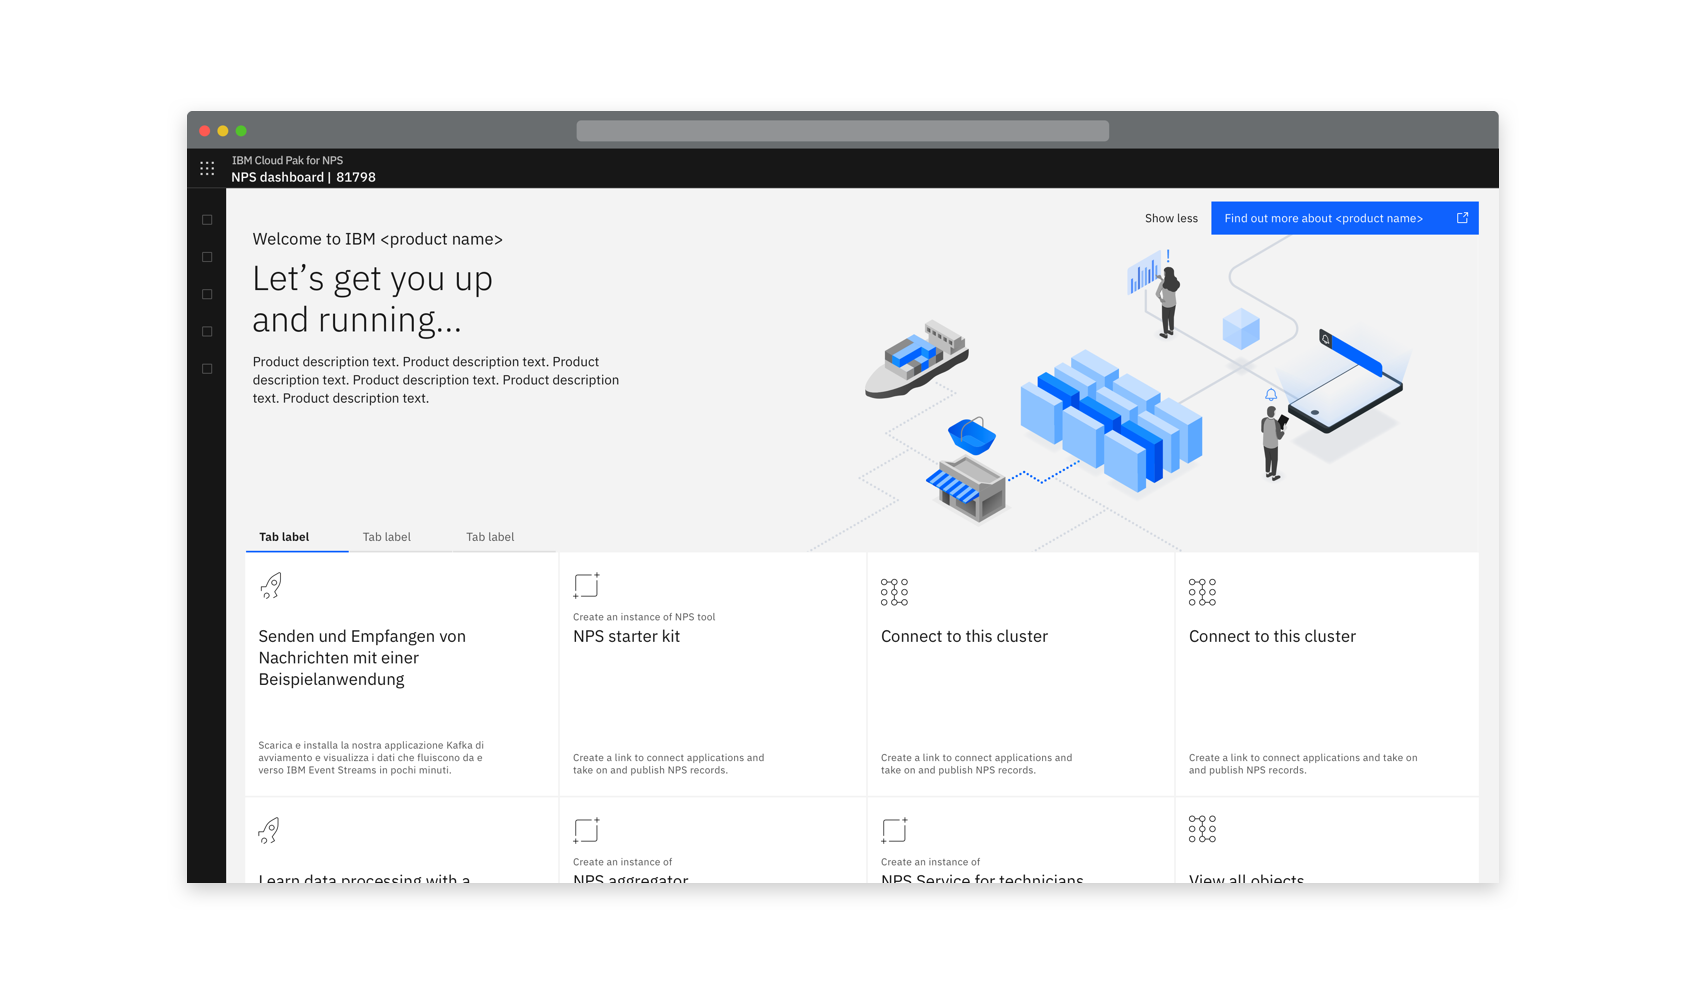 IBM Cloud Pak for NPS
NPS dashboard | 81798
Show less
Find out more about <product name>
Welcome to IBM <product name>
Let’s get you up
and running...
Product description text. Product description text. Product
description text. Product description text. Product description
text. Product description text.
!
Tab label
Tab label
Tab label
Senden und Empfangen von
Nachrichten mit einer
Beispielanwendung
Scarica e installa la nostra applicazione Kafka di
avviamento e visualizza i dati che fluiscono da e
verso IBM Event Streams in pochi minuti.
Create an instance of NPS tool
NPS starter kit
Create a link to connect applications and
take on and publish NPS records.
Connect to this cluster
Create a link to connect applications and
take on and publish NPS records.
Connect to this cluster
Create a link to connect applications and take on
and publish NPS records.
Learn data processing with a
Create an instance of
NPS aggregator
Create an instance of
NPS Service for technicians
View all objects